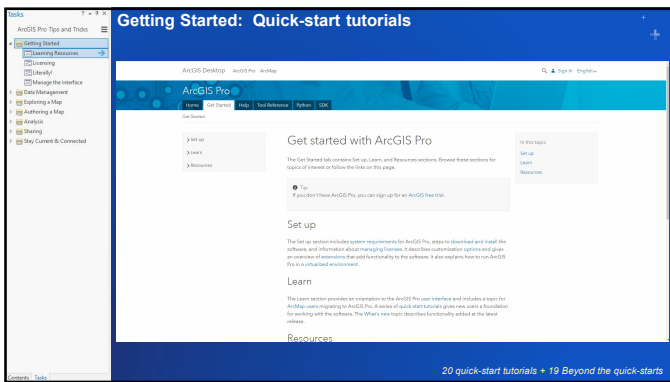 Tasks
ArcGIS Pro Tips and Tricks
Getting Started
Learning Resources
Licensing
Literally!
Manage the Interface
Data Management
Exploring a Map
Authoring a Map
Analysis
Sharing
Stay Current & Connected
Contents Tasks
Getting Started: Quick-start tutorials
ArcGIS Desktop ArcGIS Pro ArcMap
Sign In English
ArcGIS Pro
Home Get Started Help Tool Reference Python SDK
Get Started
Set up
Learn
Resources
Get started with ArcGIS Pro
The Get Started tab contains Set up, Learn, and Resources sections. Browse these sections for
topics of interest or follow the links on this page.
Tip:
If you don't have ArcGIS Pro, you can sign up for an ArcGIS free trial.
Set up
The Set up section includes system requirements for ArcGIS Pro, steps to download and install the
software, and information about managing licenses. It describes customization options and gives
an overview of extensions that add functionality to the software. It also explains how to run ArcGIS
Pro in a virtualized environment.
Learn
The Learn section provides an orientation to the ArcGIS Pro user interface and includes a topic for
ArcMap users migrating to ArcGIS Pro. A series of quick-start tutorials gives new users a foundation
for working with the software. The What's new topic describes functionality added at the latest
release.
Resources
In this topic
Set up
Learn
Resources
20 quick-start tutorials + 19 Beyond the quick-starts